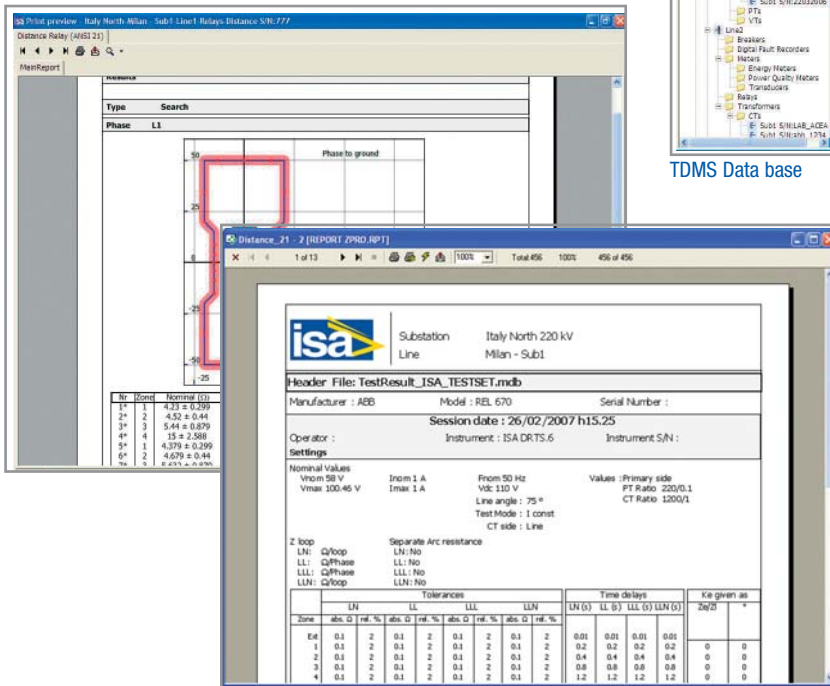 Print preview - Italy North-Milan - Sub1-Line1-Relays-Distance S/N:777
Distance Relay (ANSI 21)
MainReport
Results
Type Search
Phase L1
Phase to ground
50
25
0
-25
-50
-25
Nr Zone Nominal (Ω)
1* 1 4.23 ± 0.299
2* 2 4.52 ± 0.44
3* 3 5.44 ± 0.879
4* 4 15 ± 2.588
5* 1 4.379 ± 0.299
6* 2 4.679 ± 0.44
7* 3 5.632 ± 0.879
Sub1 S/N:22032006
PTs
VTs
Line2
Breakers
Digital Fault Recorders
Meters
Energy Meters
Power Quality Meters
Transducers
Relays
Transformers
CTs
Sub1 S/N:LAB_ACEA
Sub1 S/N:abb_1234
TDMS Data base
Distance_21 - 2 [REPORT ZPRO.RPT]
1 of 13 100% Total:456 100% 456 of 456
isa
Substation Italy North 220 kV
Line Milan - Sub1
Header File: TestResult_ISA_TESTSET.mdb
Manufacturer : ABB Model : REL 670 Serial Number :
Session date : 26/02/2007 h15.25
Operator : Instrument : ISA DRTS.6 Instrument S/N :
Settings
Nominal Values
Vnom 58 V Inom 1 A Fnom 50 Hz Values : Primary side
Vmax 100.46 V Imax 1 A Vdc 110 V PT Ratio 220/0.1
Line angle : 75 º CT Ratio 1200/1
Test Mode : I const
CT side : Line
Z loop Separate Arc resistance
LN: Ω/loop LN: No
LL: Ω/Phase LL: No
LLL: Ω/Phase LLL: No
LLN: Ω/loop LLN: No
Tolerances Time delays Ke given as
LN LL LLL LLN LN (s) LL (s) LLL (s) LLN (s) Ze/Zl °
Zone abs. Ω rel. % abs. Ω rel. % abs. Ω rel. % abs. Ω rel. %
Ext 0.1 2 0.1 2 0.1 2 0.1 2 0.01 0.01 0.01 0.01
1 0.1 2 0.1 2 0.1 2 0.1 2 0.2 0.2 0.2 0.2 0 0
2 0.1 2 0.1 2 0.1 2 0.1 2 0.4 0.4 0.4 0.4 0 0
3 0.1 2 0.1 2 0.1 2 0.1 2 0.8 0.8 0.8 0.8 0 0
4 0.1 2 0.1 2 0.1 2 0.1 2 1.2 1.2 1.2 1.2 0 0